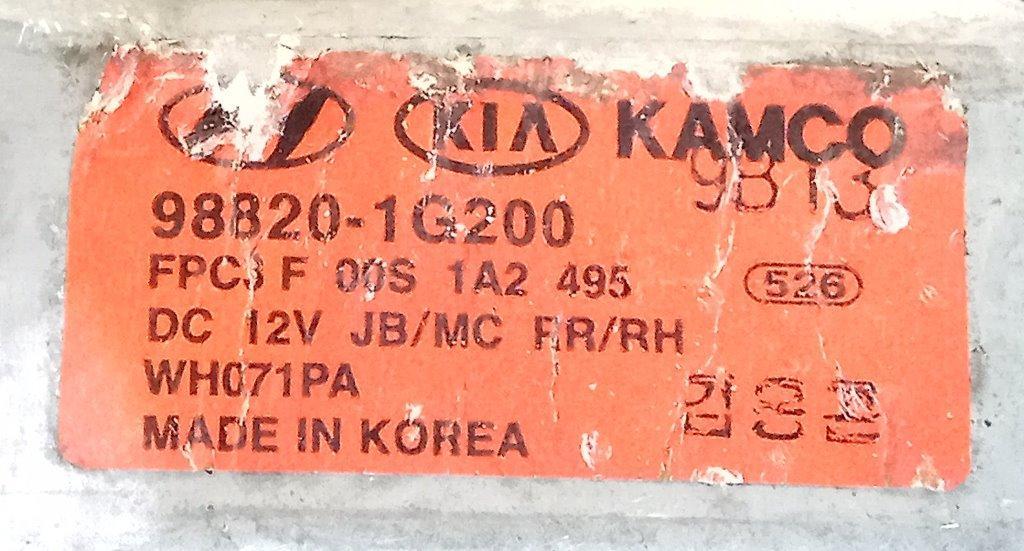 KIA KAMCO
9813
98820-1G200
FPC3 F 00S 1A2 495
526
DC 12V JB/MC RR/RH
WH071PA
MADE IN KOREA